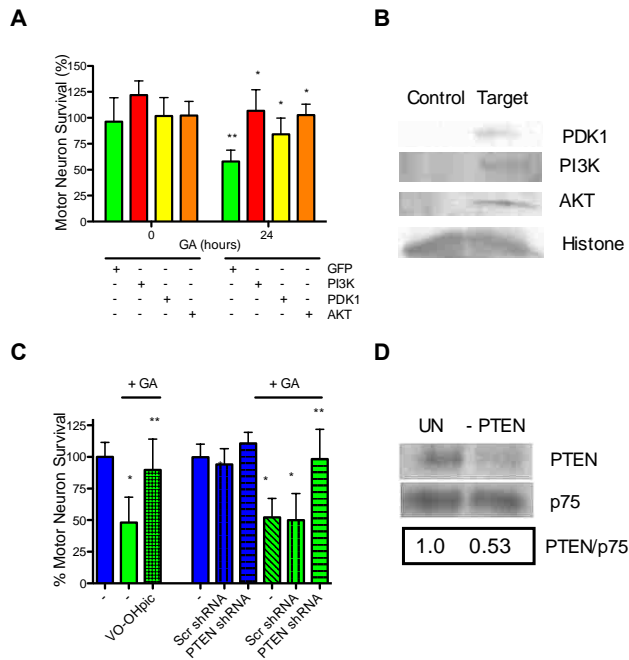 A
Motor Neuron Survival (%)
150
125
100
75
50
25
0
** * * *
0 24
GA (hours)
+ - - - + - - - GFP
- + - - - + - - PI3K
- - + - - - + - PDK1
- - - + - - - + AKT
B
Control Target
PDK1
PI3K
AKT
Histone
C
+ GA + GA
% Motor Neuron Survival
125
100
75
50
25
0
* ** * * * **
- - VO-OHpic - Scr shRNA PTEN shRNA - Scr shRNA PTEN shRNA
D
UN - PTEN
PTEN
p75
1.0 0.53 PTEN/p75